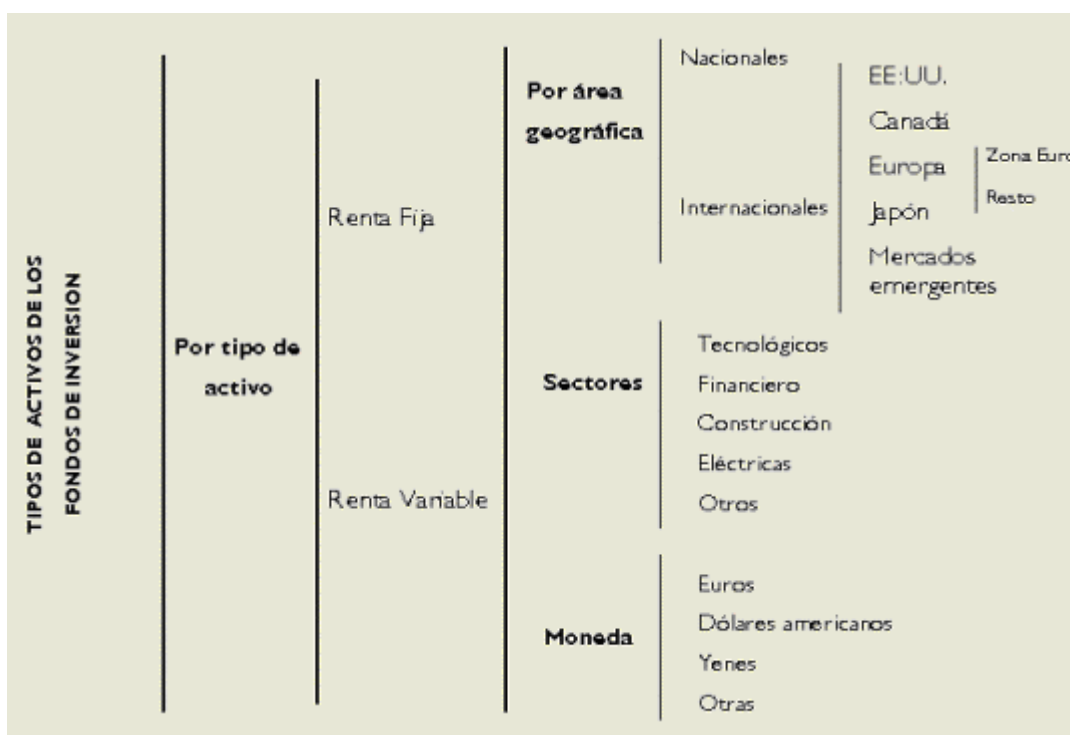 TIPOS DE ACTIVOS DE LOS
FONDOS DE INVERSION
Por tipo de
activo
Renta Fija
Renta Variable
Por área
geográfica
Nacionales
Internacionales
EE:UU.
Canadá
Europa
Zona Euro
Resto
Japón
Mercados
emergentes
Sectores
Tecnológicos
Financiero
Construcción
Eléctricas
Otros
Moneda
Euros
Dólares americanos
Yenes
Otras